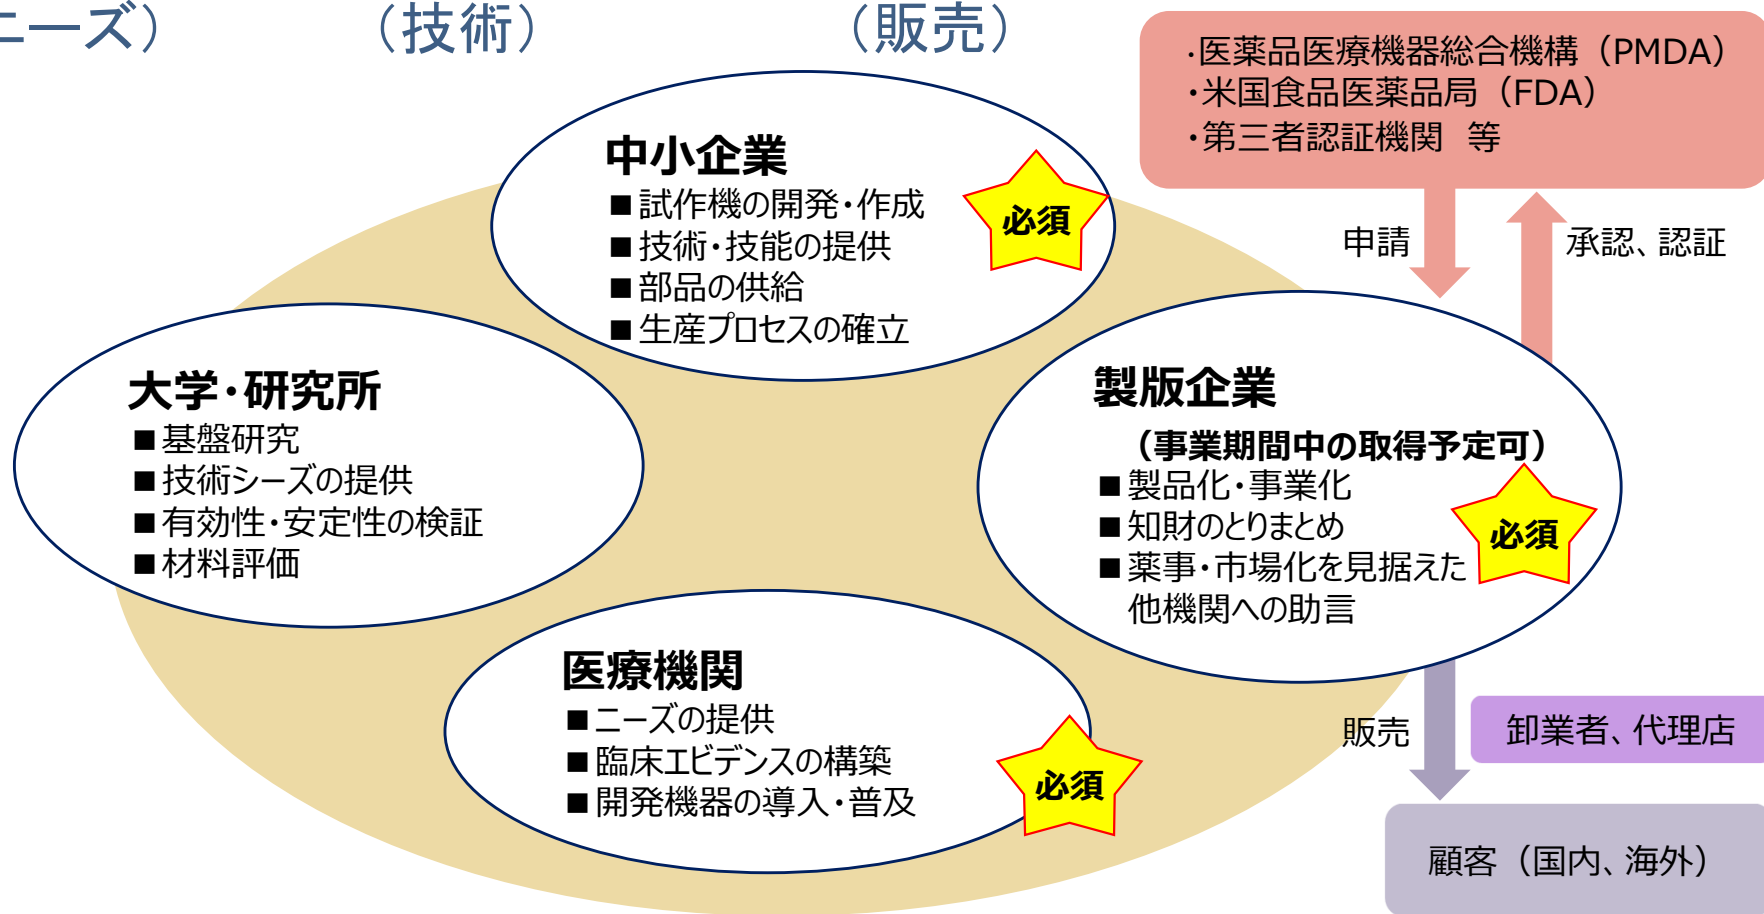 ニーズ）
（技術）
（販売）
・医薬品医療機器総合機構（PMDA）
・米国食品医薬品局（FDA）
・第三者認証機関　等
申請
承認、認証
中小企業
■試作機の開発・作成
■技術・技能の提供
■部品の供給
■生産プロセスの確立
必須
大学・研究所
■基盤研究
■技術シーズの提供
■有効性・安定性の検証
■材料評価
製版企業
（事業期間中の取得予定可）
■製品化・事業化
■知財のとりまとめ
■薬事・市場化を見据えた
他機関への助言
必須
医療機関
■ニーズの提供
■臨床エビデンスの構築
■開発機器の導入・普及
必須
販売
卸業者、代理店
顧客（国内、海外）